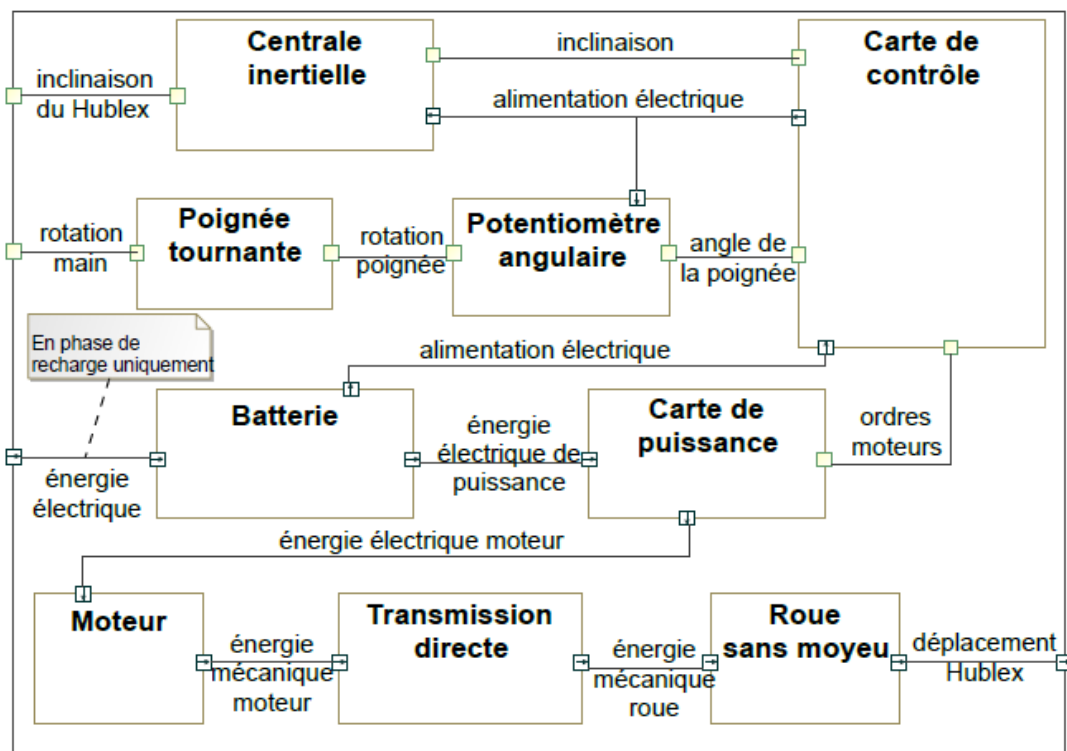 Centrale
inertielle
inclinaison
Carte de
contrôle
inclinaison
du Hublex
alimentation électrique
rotation
main
Poignée
tournante
rotation
poignée
Potentiomètre
angulaire
angle de
la poignée
En phase de
recharge uniquement
alimentation électrique
Batterie
énergie
électrique de
puissance
Carte de
puissance
ordres
moteurs
énergie
électrique
énergie électrique moteur
Moteur
énergie
mécanique
moteur
Transmission
directe
énergie
mécanique
roue
Roue
sans moyeu
déplacement
Hublex